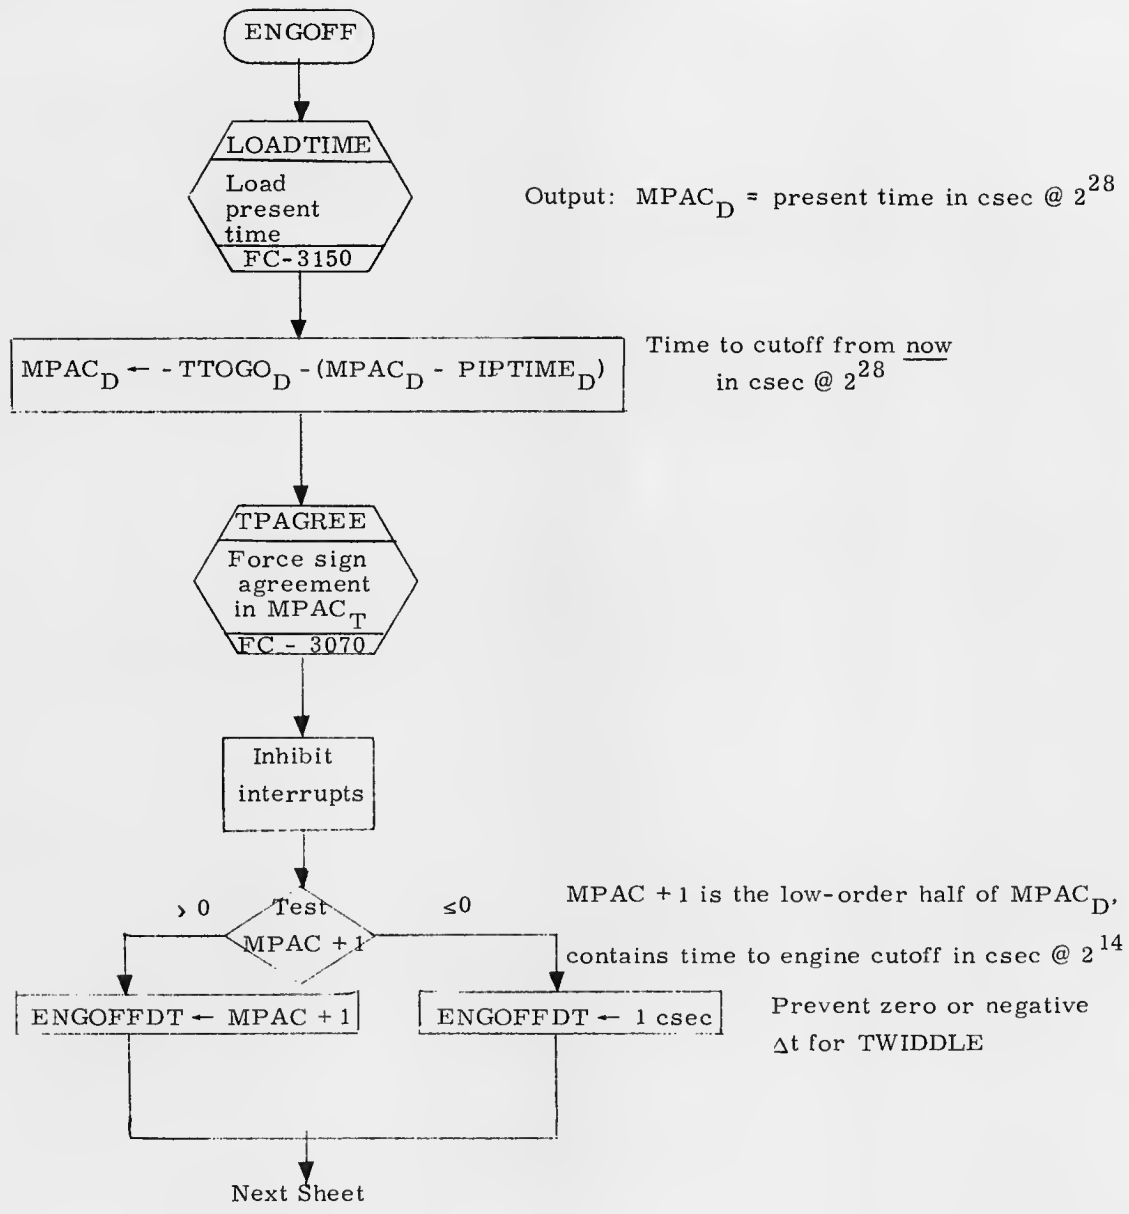 ENGOFF
LOADTIME
Load
present
time
FC-3150
Output: MPAC_D = present time in csec @ 2^28
MPAC_D ← - TTOGO_D - (MPAC_D - PIPTIME_D)
Time to cutoff from now
in csec @ 2^28
TPAGREE
Force sign
agreement
in MPAC_T
FC - 3070
Inhibit
interrupts
> 0
Test
MPAC + 1
≤0
MPAC + 1 is the low-order half of MPAC_D,
contains time to engine cutoff in csec @ 2^14
ENGOFFDT ← MPAC + 1
ENGOFFDT ← 1 csec
Prevent zero or negative
Δt for TWIDDLE
Next Sheet